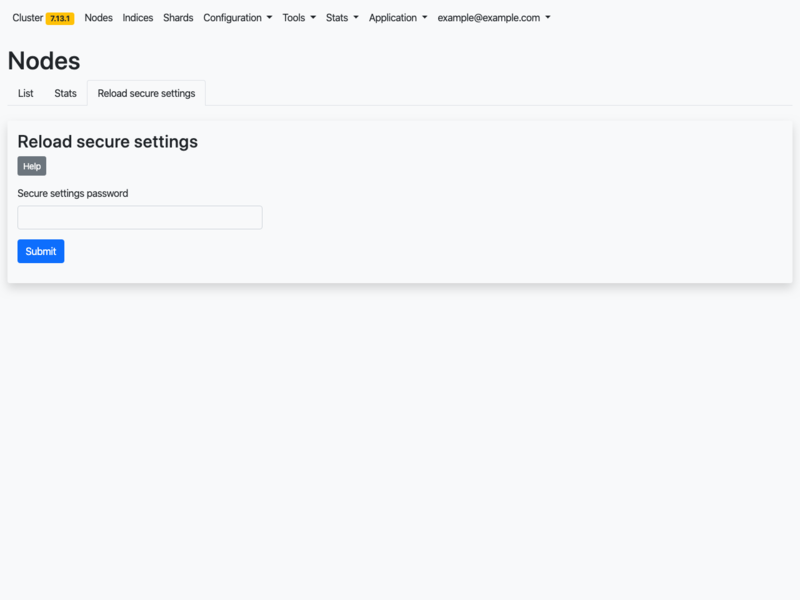 Cluster 7.13.1 Nodes Indices Shards Configuration Tools Stats Application example@example.com
Nodes
List Stats Reload secure settings
Reload secure settings
Help
Secure settings password
Submit